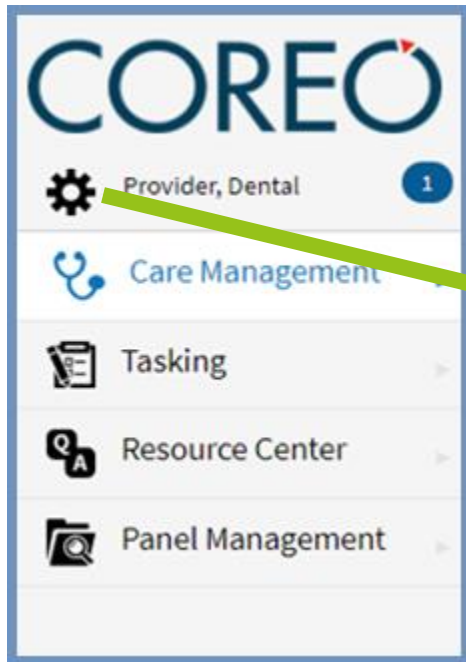 COREO
Provider, Dental
1
Care Management
Tasking
Q
A
Resource Center
Panel Management